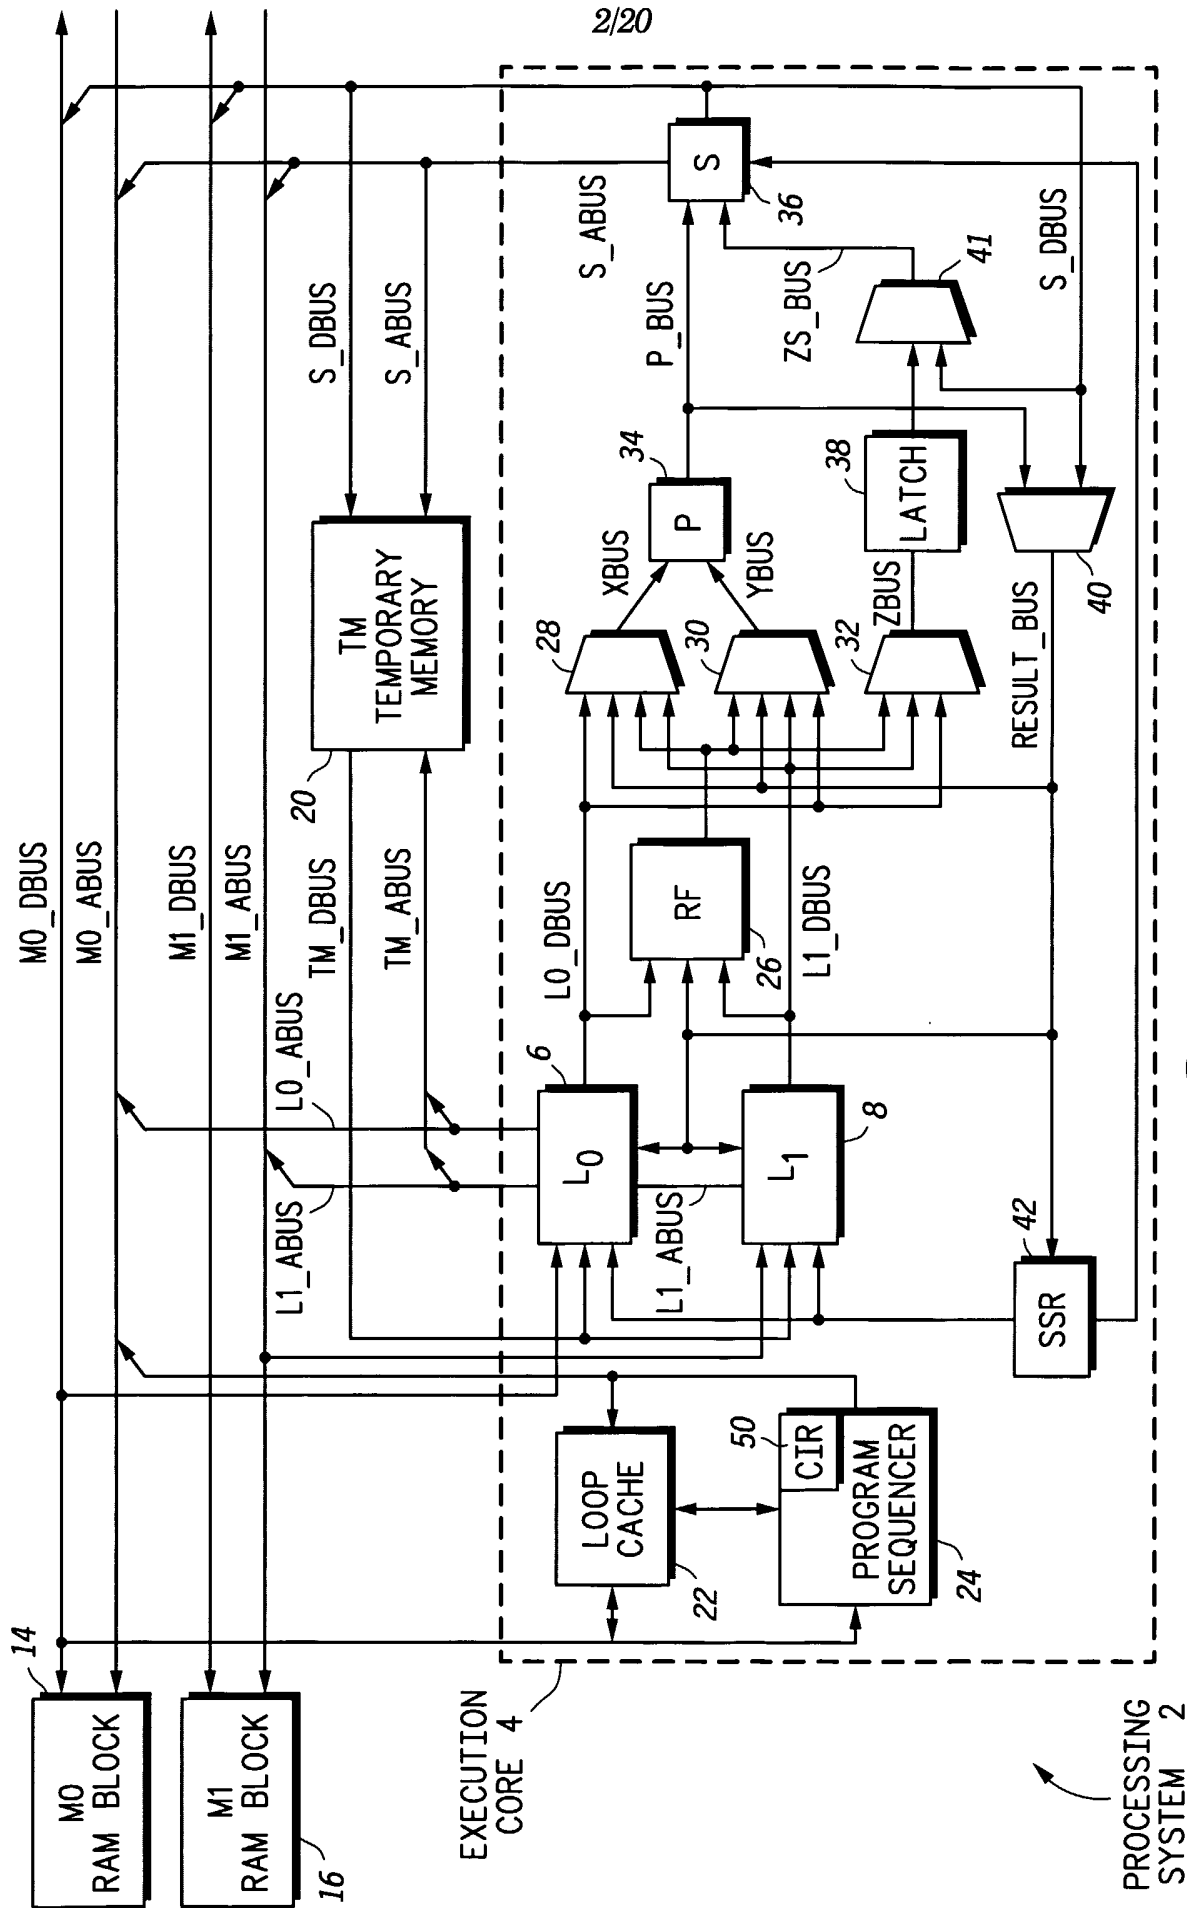 2/20
M0
RAM BLOCK
14
M1
RAM BLOCK
16
M0_DBUS
M0_ABUS
M1_DBUS
M1_ABUS
TM_DBUS
TM_ABUS
L0_ABUS
L1_ABUS
20
TM
TEMPORARY
MEMORY
S_DBUS
S_ABUS
EXECUTION
CORE 4
LOOP
CACHE
22
50
CIR
PROGRAM
SEQUENCER
24
L0
6
L1_ABUS
L1
8
SSR
42
L0_DBUS
RF
26
L1_DBUS
28
30
32
XBUS
YBUS
ZBUS
P
34
LATCH
38
RESULT_BUS
40
P_BUS
S_ABUS
S
36
ZS_BUS
41
S_DBUS
PROCESSING
SYSTEM 2